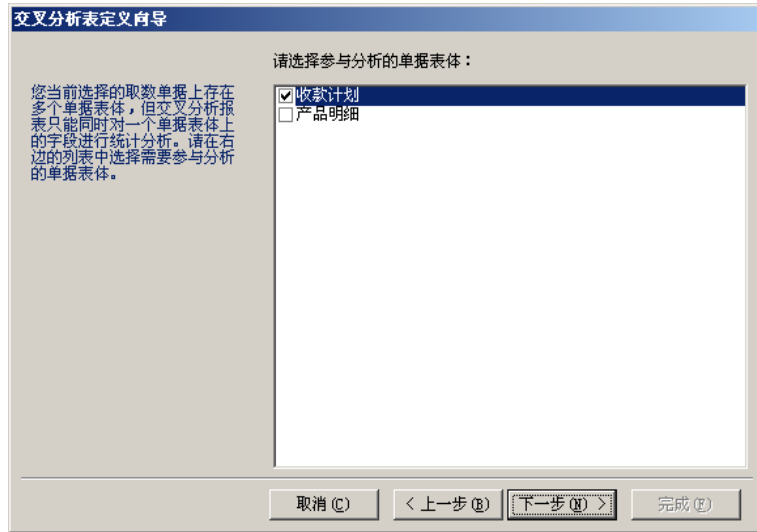 交叉分析表定义向导
请选择参与分析的单据表体：
您当前选择的取数单据上存在
多个单据表体，但交叉分析报
表只能同时对一个单据表体上
的字段进行统计分析。请在右
边的列表中选择需要参与分析
的单据表体。
收款计划
产品明细
取消(C) < 上一步(B) 下一步(N) > 完成(F)